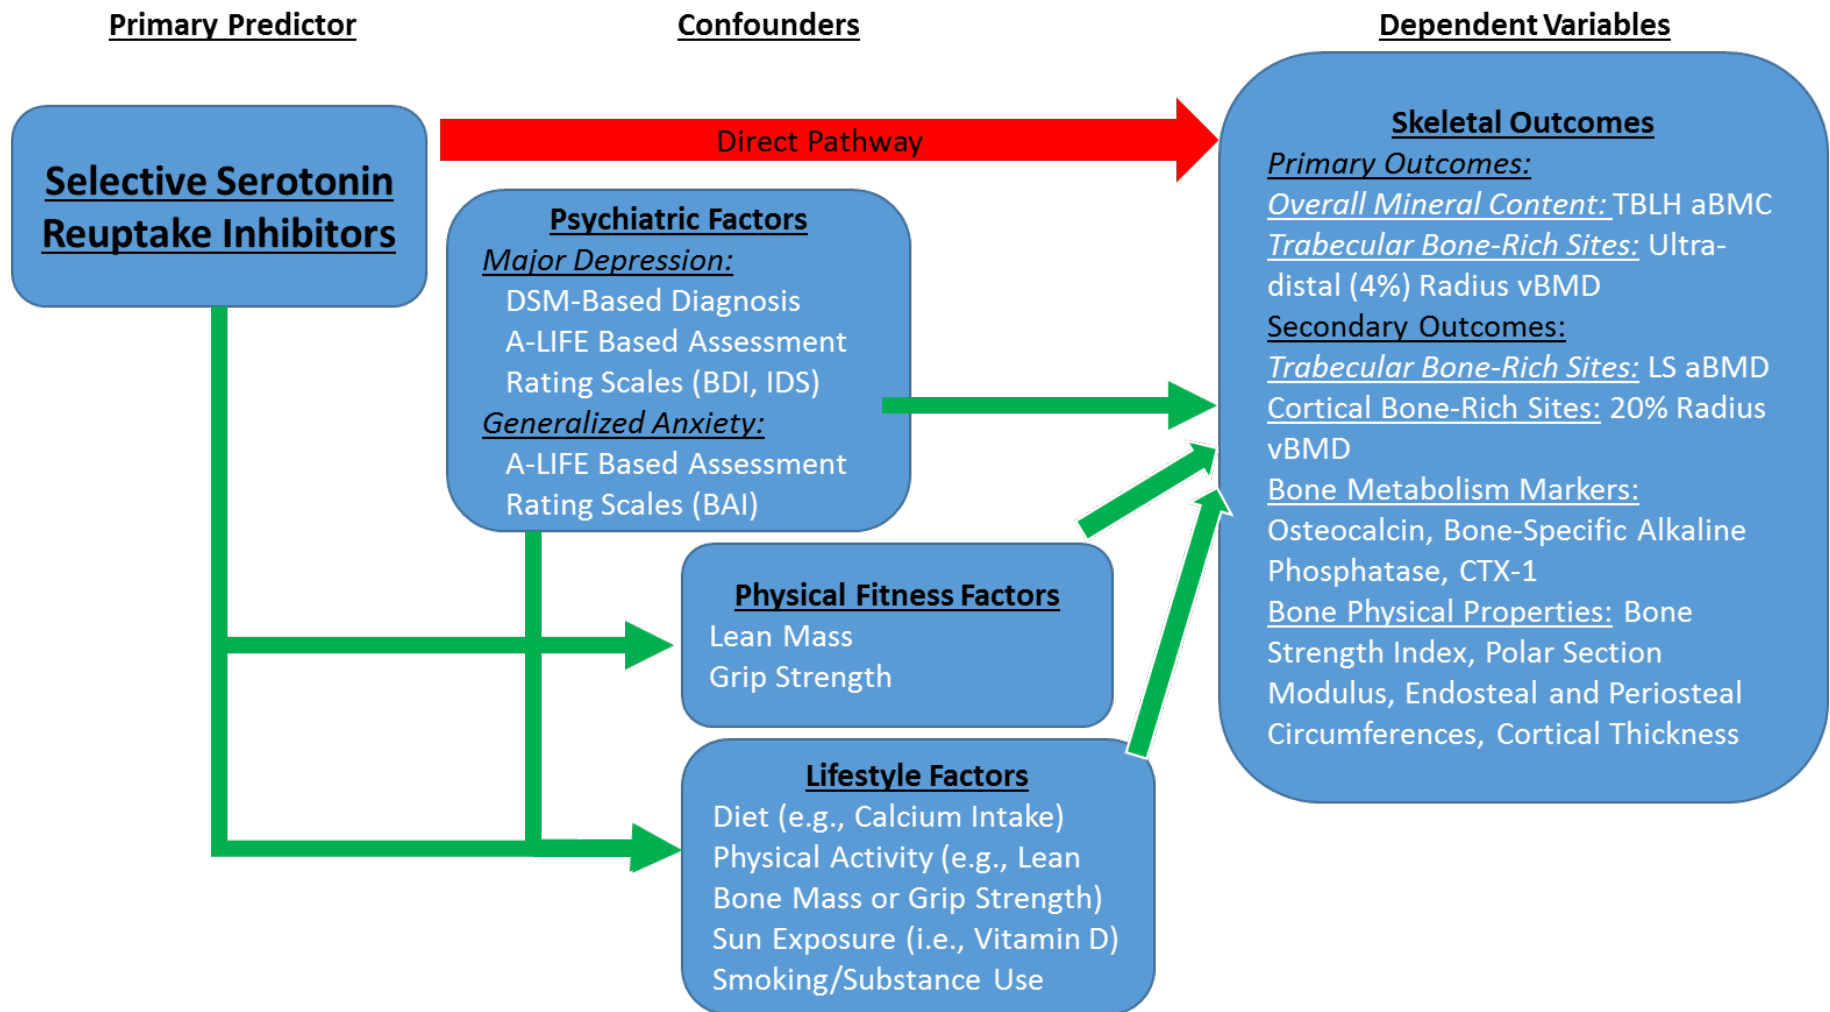 Primary Predictor
Confounders
Dependent Variables
Selective Serotonin
Reuptake Inhibitors
Direct Pathway
Psychiatric Factors
Major Depression:
DSM-Based Diagnosis
A-LIFE Based Assessment
Rating Scales (BDI, IDS)
Generalized Anxiety:
A-LIFE Based Assessment
Rating Scales (BAI)
Physical Fitness Factors
Lean Mass
Grip Strength
Lifestyle Factors
Diet (e.g., Calcium Intake)
Physical Activity (e.g., Lean
Bone Mass or Grip Strength)
Sun Exposure (i.e., Vitamin D)
Smoking/Substance Use
Skeletal Outcomes
Primary Outcomes:
Overall Mineral Content: TBLH aBMC
Trabecular Bone-Rich Sites: Ultra-
distal (4%) Radius vBMD
Secondary Outcomes:
Trabecular Bone-Rich Sites: LS aBMD
Cortical Bone-Rich Sites: 20% Radius
vBMD
Bone Metabolism Markers:
Osteocalcin, Bone-Specific Alkaline
Phosphatase, CTX-1
Bone Physical Properties: Bone
Strength Index, Polar Section
Modulus, Endosteal and Periosteal
Circumferences, Cortical Thickness